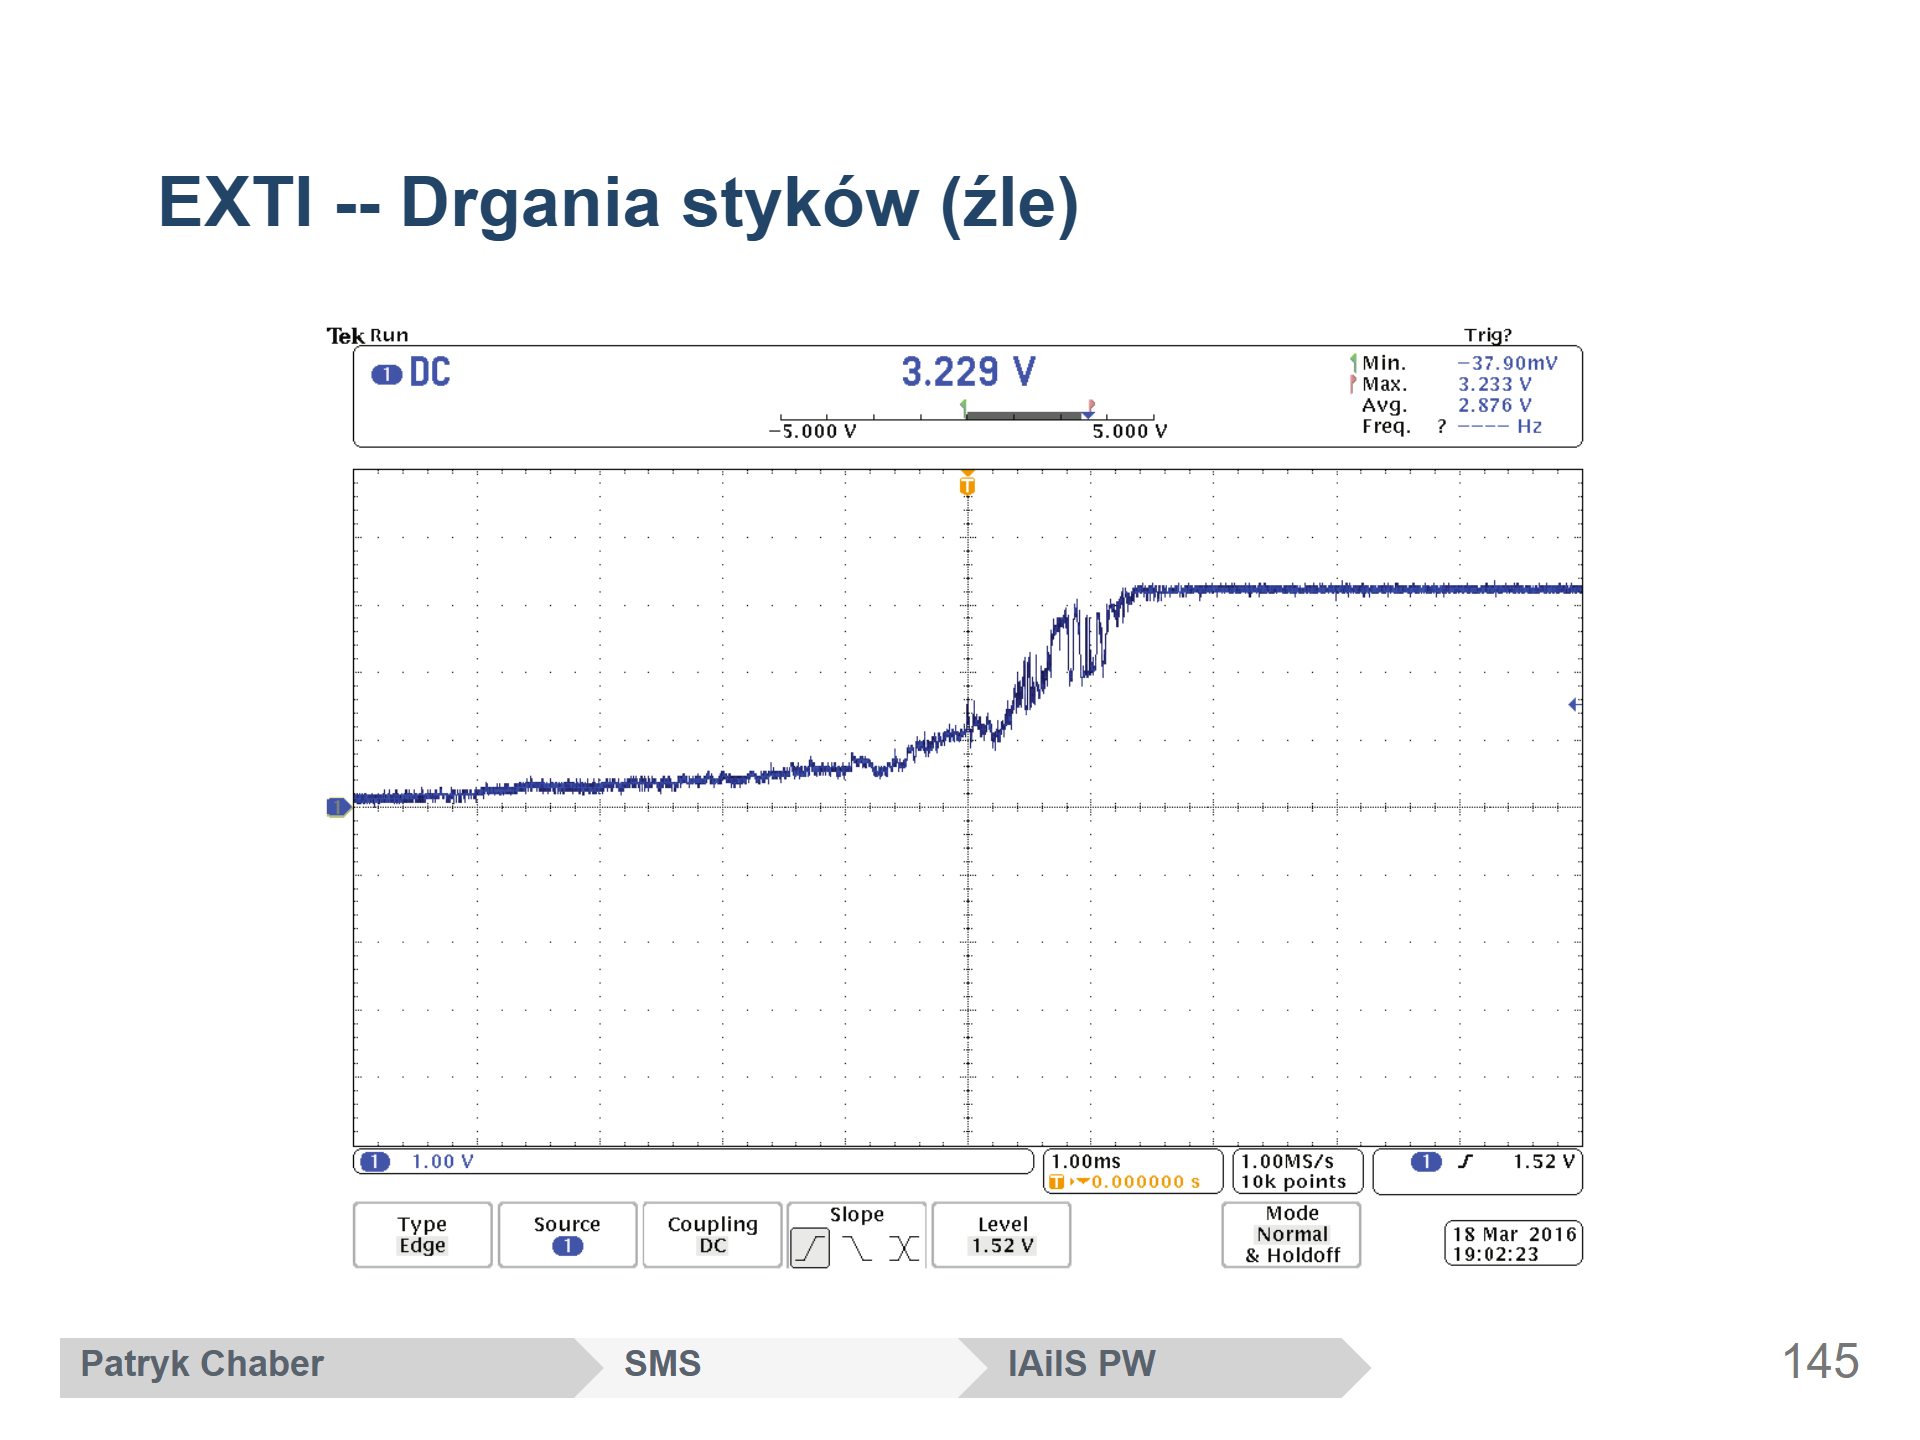 EXTI -- Drgania styków (źle)
Tek Run
Trig?
1 DC
3.229 V
-5.000 V
5.000 V
Min. -37.90mV
Max. 3.233 V
Avg. 2.876 V
Freq. ? ---- Hz
T
1
1 1.00 V
1.00ms
T 0.000000 s
1.00MS/s
10k points
1 1.52 V
Type
Edge
Source
1
Coupling
DC
Slope
Level
1.52 V
Mode
Normal
& Holdoff
18 Mar 2016
19:02:23
Patryk Chaber
SMS
IAiIS PW
145